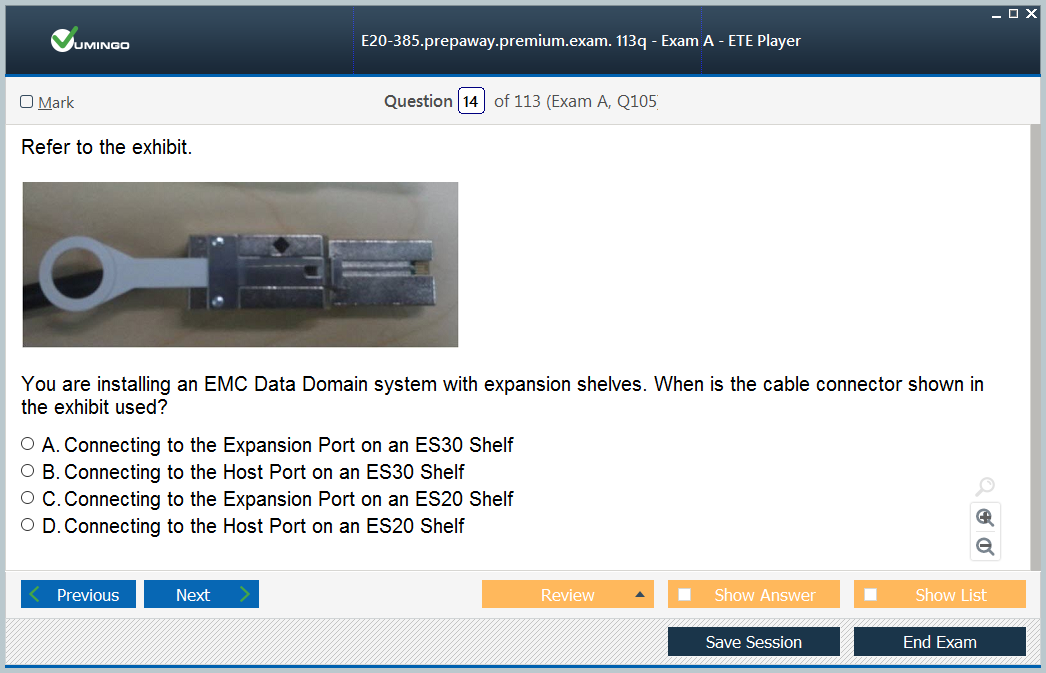 VUMINGO
E20-385.prepaway.premium.exam. 113q - Exam A - ETE Player
Mark
Question 14 of 113 (Exam A, Q105)
Refer to the exhibit.
You are installing an EMC Data Domain system with expansion shelves. When is the cable connector shown in
the exhibit used?
A. Connecting to the Expansion Port on an ES30 Shelf
B. Connecting to the Host Port on an ES30 Shelf
C. Connecting to the Expansion Port on an ES20 Shelf
D. Connecting to the Host Port on an ES20 Shelf
Previous Next Review Show Answer Show List
Save Session End Exam